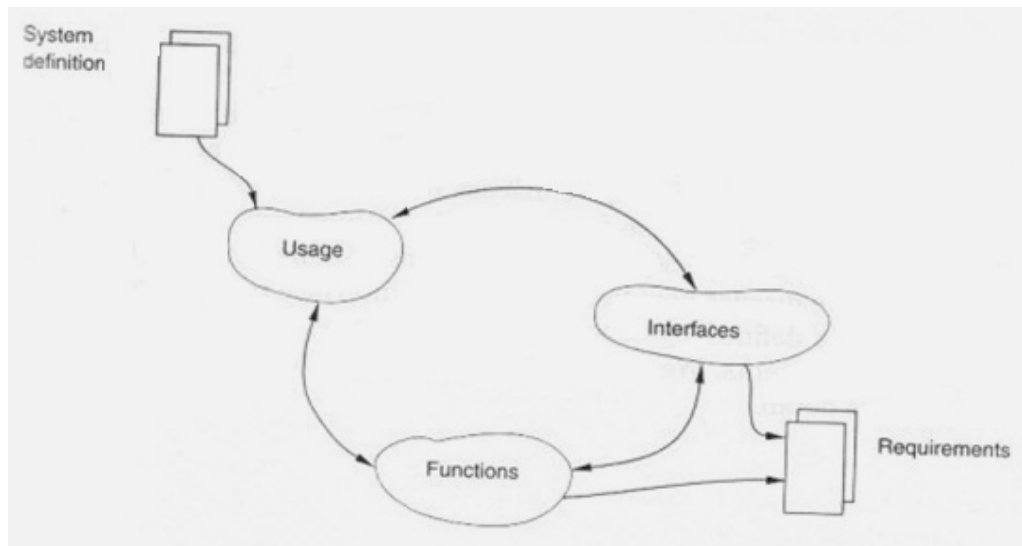 System
definition
Usage
Interfaces
Functions
Requirements